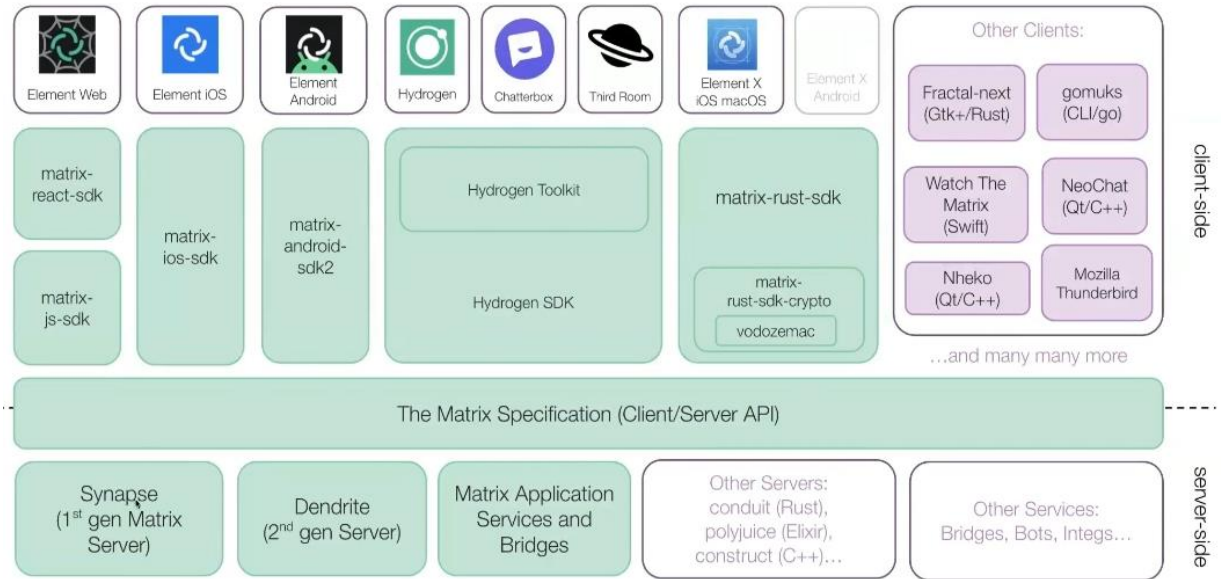 Element Web
Element iOS
Element
Android
Hydrogen
Chatterbox
Third Room
Element X
iOS macOS
Element X
Android
Other Clients:
Fractal-next
(Gtk+/Rust)
gomuks
(CLI/go)
Watch The
Matrix
(Swift)
NeoChat
(Qt/C++)
Nheko
(Qt/C++)
Mozilla
Thunderbird
...and many many more
client-side
matrix-
react-sdk
matrix-
js-sdk
matrix-
ios-sdk
matrix-
android-
sdk2
Hydrogen Toolkit
Hydrogen SDK
matrix-rust-sdk
matrix-
rust-sdk-crypto
vodozemac
The Matrix Specification (Client/Server API)
Synapse
(1st gen Matrix
Server)
Dendrite
(2nd gen Server)
Matrix Application
Services and
Bridges
Other Servers:
conduit (Rust),
polyjuice (Elixir),
construct (C++)...
Other Services:
Bridges, Bots, Integs...
server-side